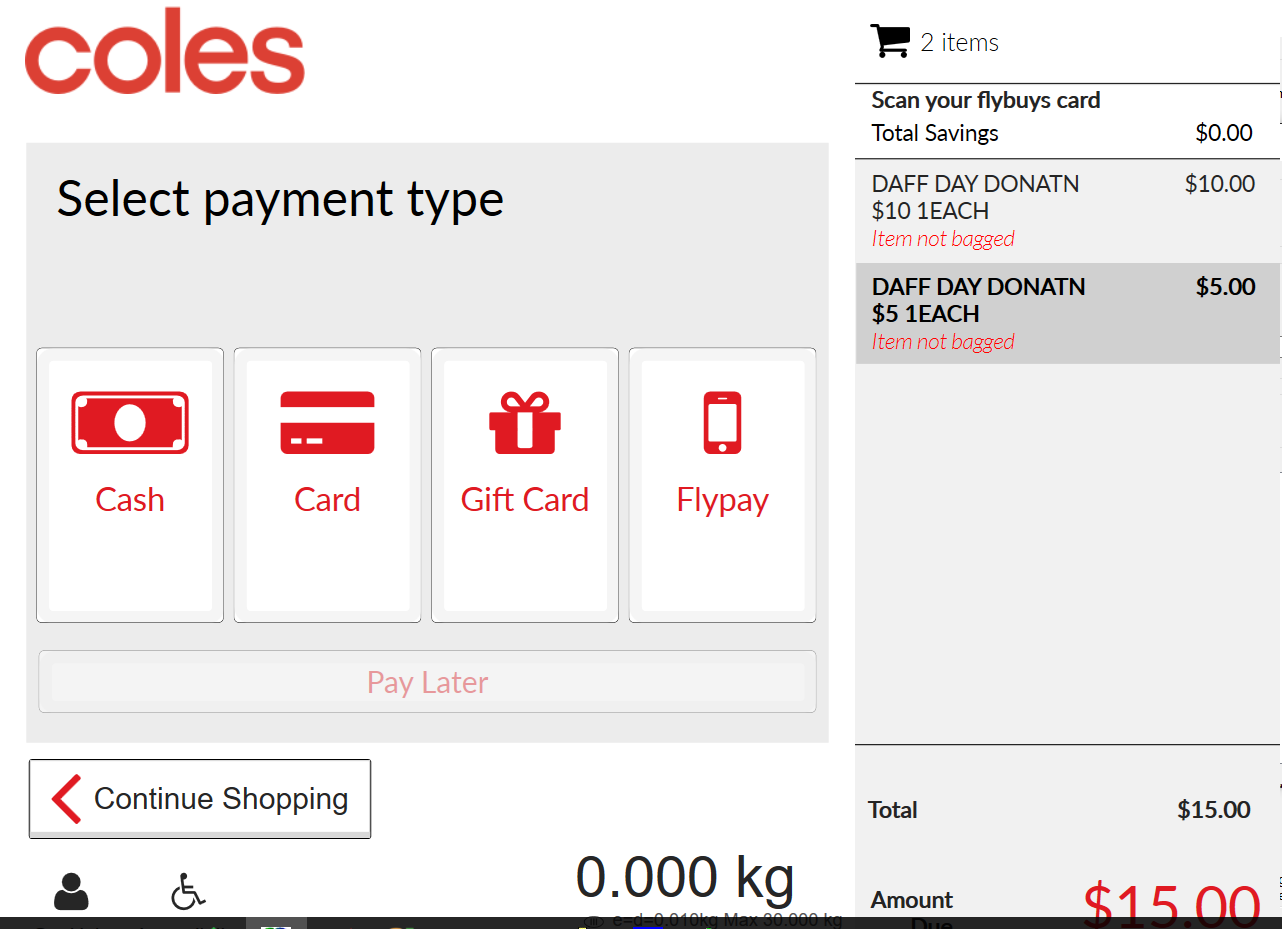 coles
2 items
Scan your flybuys card
Total Savings $0.00
DAFF DAY DONATN $10.00
$10 1EACH
Item not bagged
DAFF DAY DONATN $5.00
$5 1EACH
Item not bagged
Select payment type
Cash
Card
Gift Card
Flypay
Pay Later
Continue Shopping
0.000 kg
e=d=0.010kg Max 30.000 kg
Total $15.00
Amount $15.00
Due